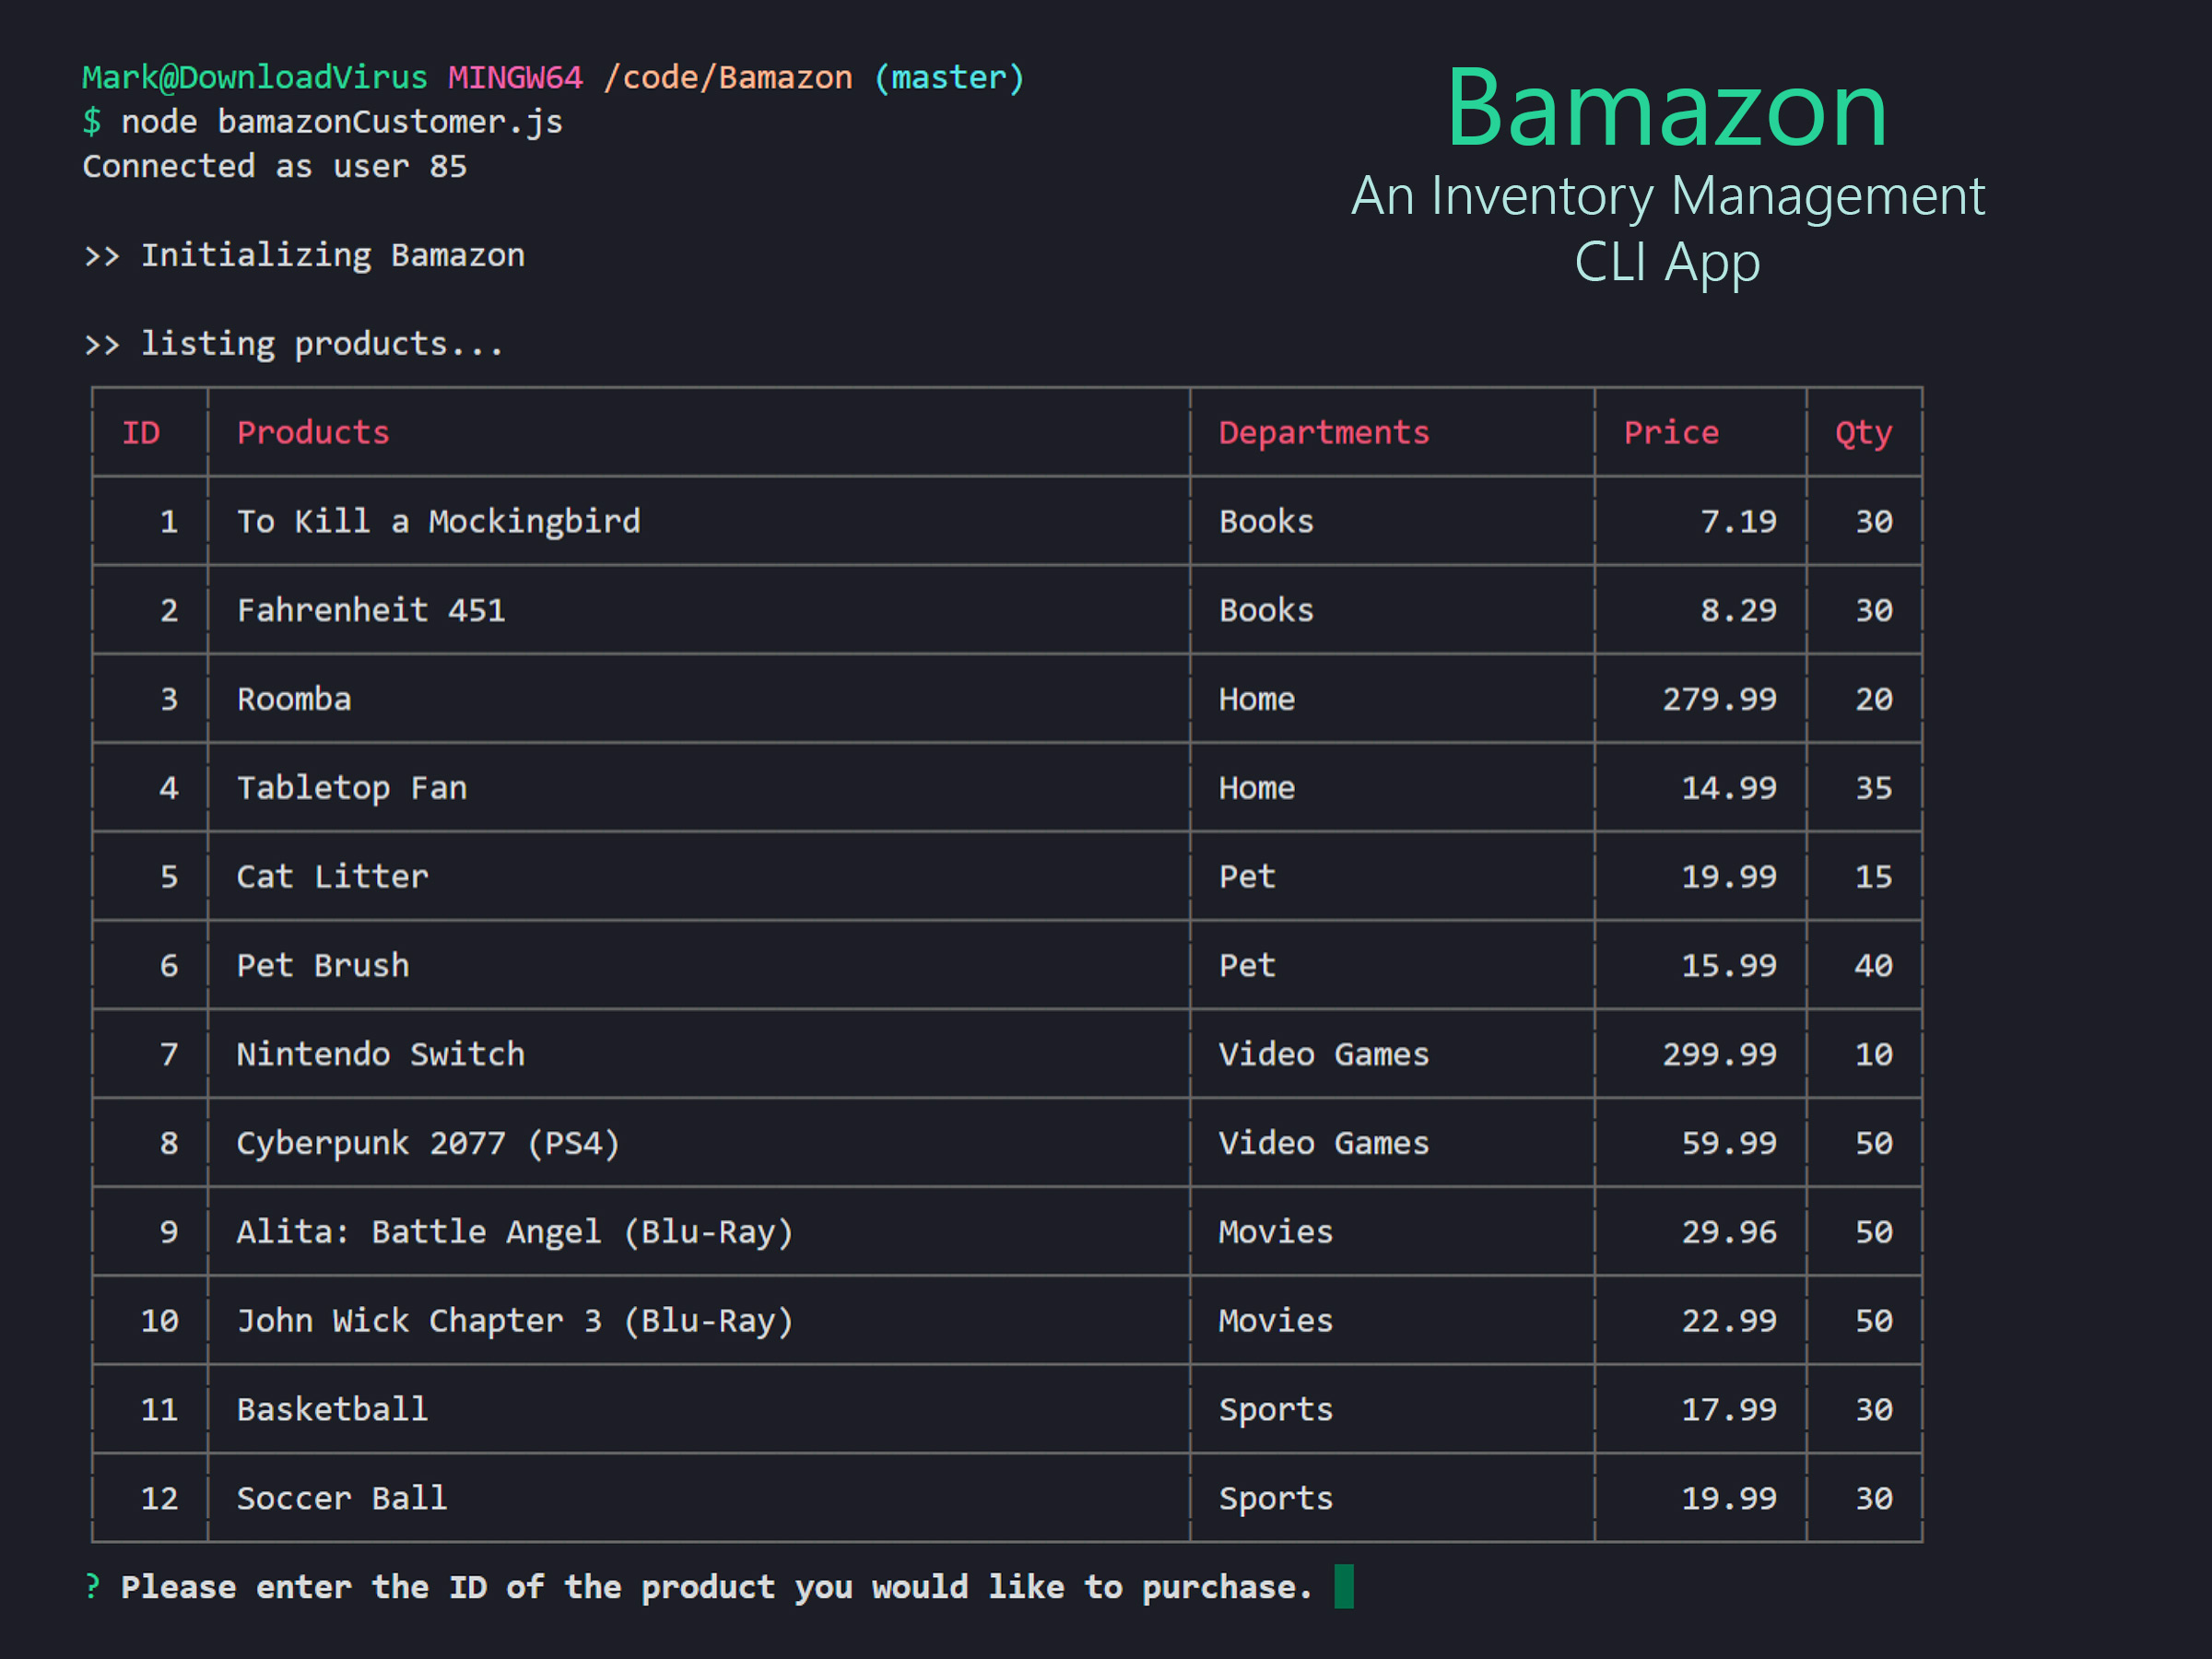 Mark@DownloadVirus MINGW64 /code/Bamazon (master)
$ node bamazonCustomer.js
Connected as user 85
Bamazon
An Inventory Management
CLI App
>> Initializing Bamazon
>> listing products...
ID Products Departments Price Qty
1 To Kill a Mockingbird Books 7.19 30
2 Fahrenheit 451 Books 8.29 30
3 Roomba Home 279.99 20
4 Tabletop Fan Home 14.99 35
5 Cat Litter Pet 19.99 15
6 Pet Brush Pet 15.99 40
7 Nintendo Switch Video Games 299.99 10
8 Cyberpunk 2077 (PS4) Video Games 59.99 50
9 Alita: Battle Angel (Blu-Ray) Movies 29.96 50
10 John Wick Chapter 3 (Blu-Ray) Movies 22.99 50
11 Basketball Sports 17.99 30
12 Soccer Ball Sports 19.99 30
? Please enter the ID of the product you would like to purchase.